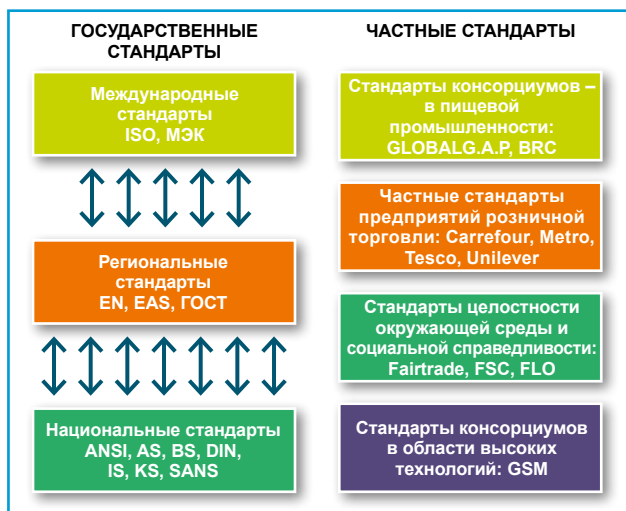 ГОСУДАРСТВЕННЫЕ
СТАНДАРТЫ
Международные
стандарты
ISO, МЭК
Региональные
стандарты
EN, EAS, ГОСТ
Национальные стандарты
ANSI, AS, BS, DIN,
IS, KS, SANS
ЧАСТНЫЕ СТАНДАРТЫ
Стандарты консорциумов –
в пищевой
промышленности:
GLOBALG.A.P, BRC
Частные стандарты
предприятий розничной
торговли: Carrefour, Metro,
Tesco, Unilever
Стандарты целостности
окружающей среды и
социальной справедливости:
Fairtrade, FSC, FLO
Стандарты консорциумов
в области высоких
технологий: GSM